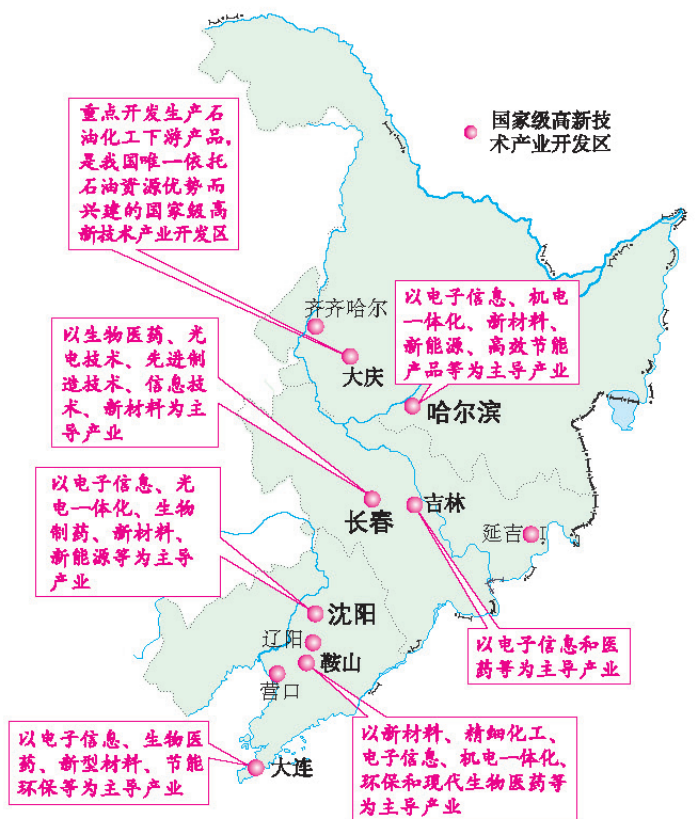 重点开发生产石
油化工下游产品,
是我国唯一依托
石油资源优势而
兴建的国家级高
新技术产业开发区
国家级高新技
术产业开发区
齐齐哈尔
以电子信息、机电
一体化、新材料、
新能源、高效节能
产品等为主导产业
以生物医药、光
电技术、先进制
造技术、信息技
术、新材料为主
导产业
大庆
哈尔滨
以电子信息、光
电一体化、生物
制药、新材料、
新能源等为主导
产业
长春
吉林
延吉
沈阳
辽阳
鞍山
营口
以电子信息和医
药等为主导产业
以电子信息、生物医
药、新型材料、节能
环保等为主导产业
大连
以新材料、精细化工、
电子信息、机电一体化、
环保和现代生物医药等
为主导产业